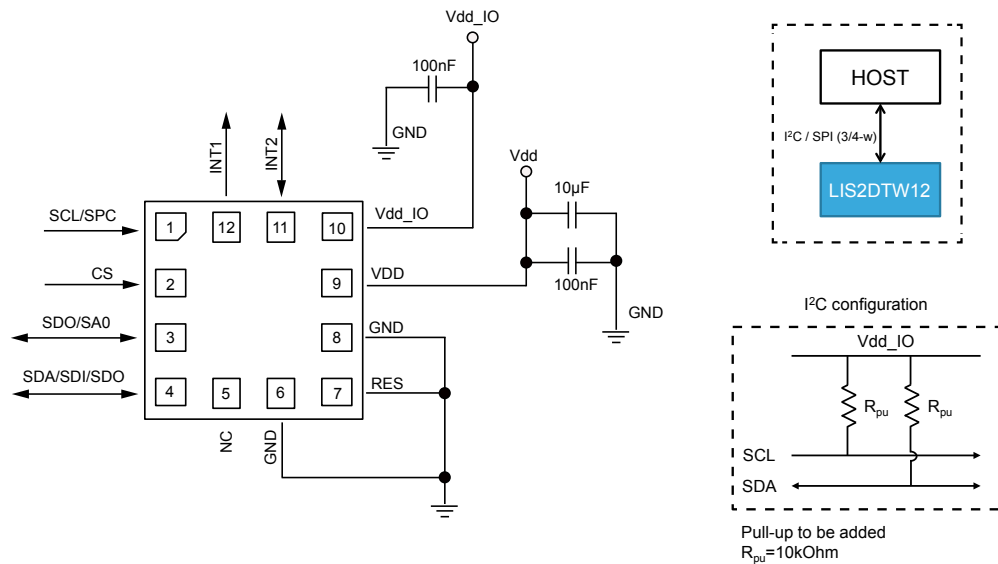 Vdd_IO
100nF
GND
INT1
INT2
Vdd
10µF
100nF
GND
SCL/SPC
CS
SDO/SA0
SDA/SDI/SDO
1
12
11
10
Vdd_IO
2
9
VDD
3
8
GND
4
5
6
7
RES
NC
GND
HOST
I²C / SPI (3/4-w)
LIS2DTW12
I²C configuration
Vdd_IO
Rpu
Rpu
SCL
SDA
Pull-up to be added
Rpu=10kOhm